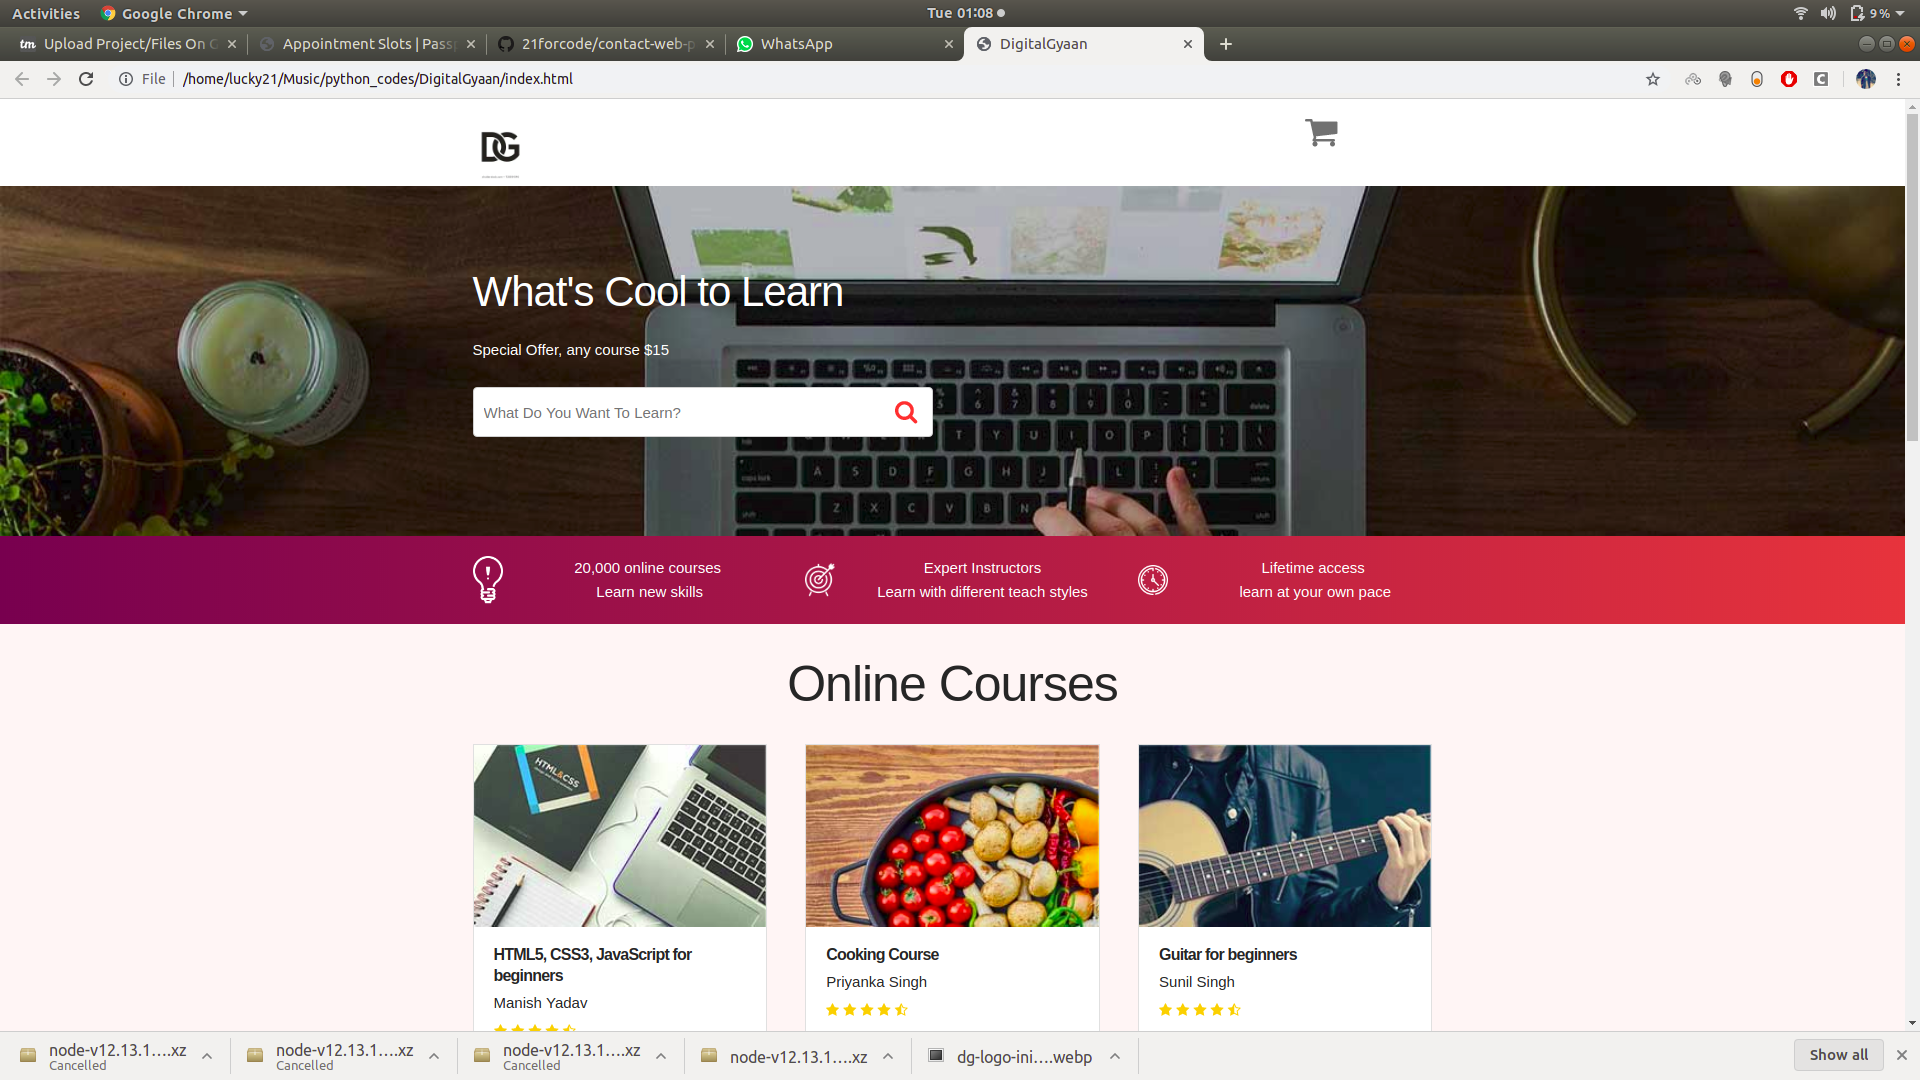 Activities Google Chrome Tue 01:08 9%
Upload Project/Files On G Appointment Slots | Passp 21forcode/contact-web-p WhatsApp DigitalGyaan
File /home/lucky21/Music/python_codes/DigitalGyaan/index.html
DG
What's Cool to Learn
Special Offer, any course $15
What Do You Want To Learn?
20,000 online courses
Learn new skills
Expert Instructors
Learn with different teach styles
Lifetime access
learn at your own pace
Online Courses
HTML&CSS
HTML5, CSS3, JavaScript for
beginners
Manish Yadav
Cooking Course
Priyanka Singh
Guitar for beginners
Sunil Singh
node-v12.13.1....xz
Cancelled
node-v12.13.1....xz
Cancelled
node-v12.13.1....xz
Cancelled
node-v12.13.1....xz
dg-logo-ini....webp
Show all